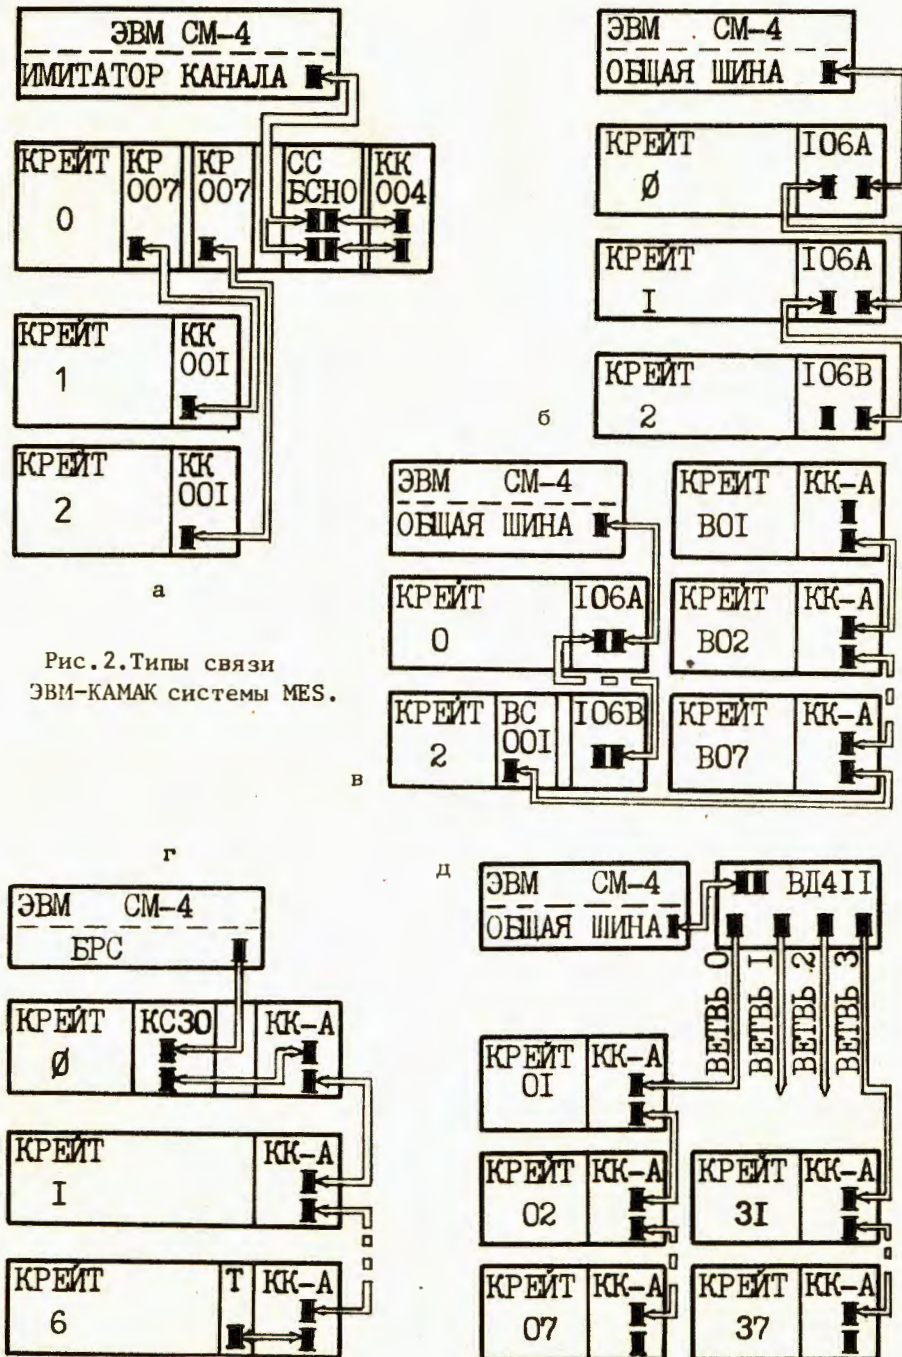 ЭВМ СМ-4
ИМИТАТОР КАНАЛА
КРЕЙТ
0
КР
007
КР
007
СС
БСНО
КК
004
КРЕЙТ
1
КК
00I
КРЕЙТ
2
КК
00I
а
ЭВМ СМ-4
ОБЩАЯ ШИНА
КРЕЙТ
Ø
I06A
КРЕЙТ
I
I06A
КРЕЙТ
2
I06B
б
ЭВМ СМ-4
ОБЩАЯ ШИНА
КРЕЙТ
0
I06A
КРЕЙТ
2
ВС
00I
I06B
КРЕЙТ
В0I
КК-А
КРЕЙТ
В02
КК-А
КРЕЙТ
В07
КК-А
в
Рис.2.Типы связи
ЭВМ-КАМАК системы MES.
г
ЭВМ СМ-4
БРС
КРЕЙТ
Ø
КС30
КК-А
КРЕЙТ
I
КК-А
КРЕЙТ
6
Т
КК-А
д
ЭВМ СМ-4
ОБЩАЯ ШИНА
ВД4II
ВЕТВЬ 0
ВЕТВЬ I
ВЕТВЬ 2
ВЕТВЬ 3
КРЕЙТ
0I
КК-А
КРЕЙТ
02
КК-А
КРЕЙТ
07
КК-А
КРЕЙТ
3I
КК-А
КРЕЙТ
37
КК-А